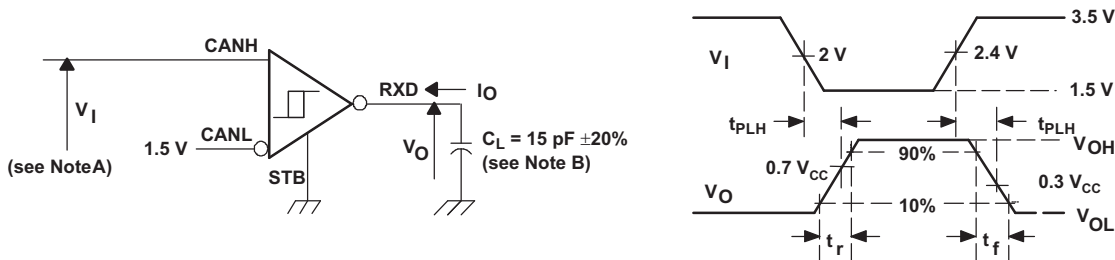 CANH
RXD
I_O
V_I
CANL
1.5 V
(see NoteA)
STB
V_O
C_L = 15 pF ±20%
(see Note B)
V_I
2 V
2.4 V
3.5 V
1.5 V
t_PLH
t_PLH
V_OH
90%
0.7 V_CC
0.3 V_CC
V_O
10%
V_OL
t_r
t_f